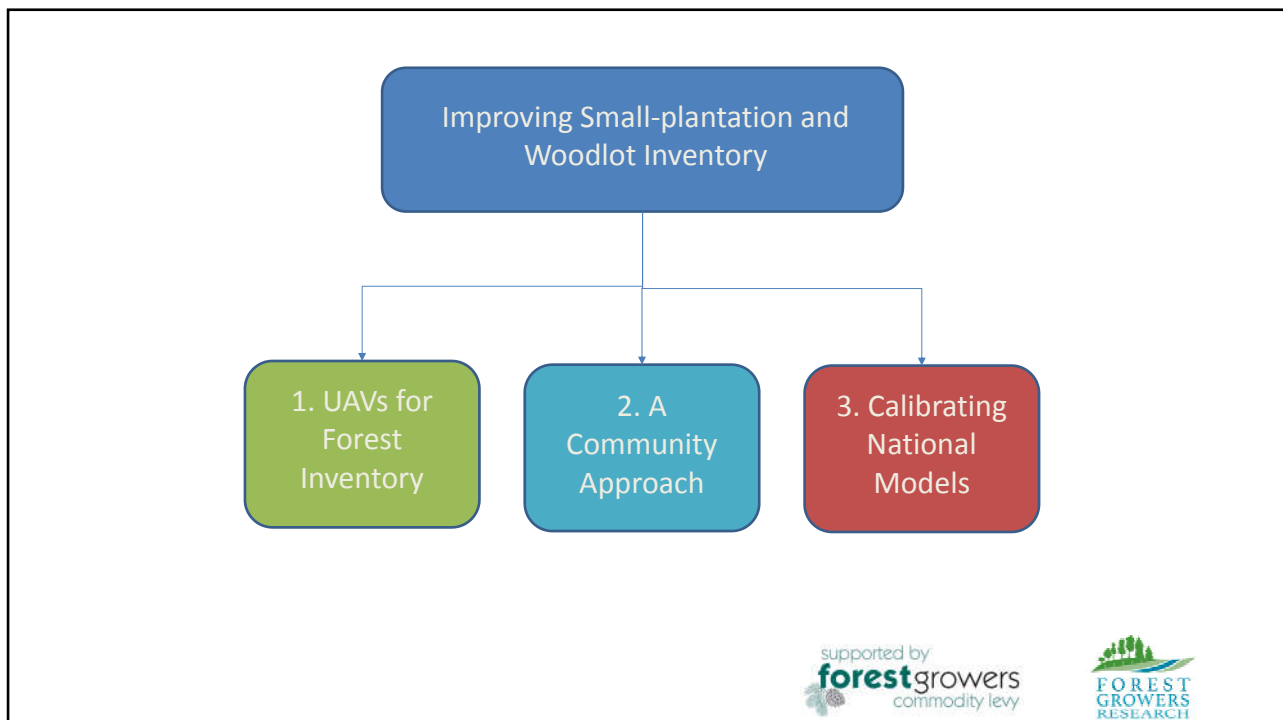 Improving Small-plantation and
Woodlot Inventory
1. UAVs for
Forest
Inventory
2. A
Community
Approach
3. Calibrating
National
Models
supported by
forestgrowers
commodity levy
FOREST
GROWERS
RESEARCH